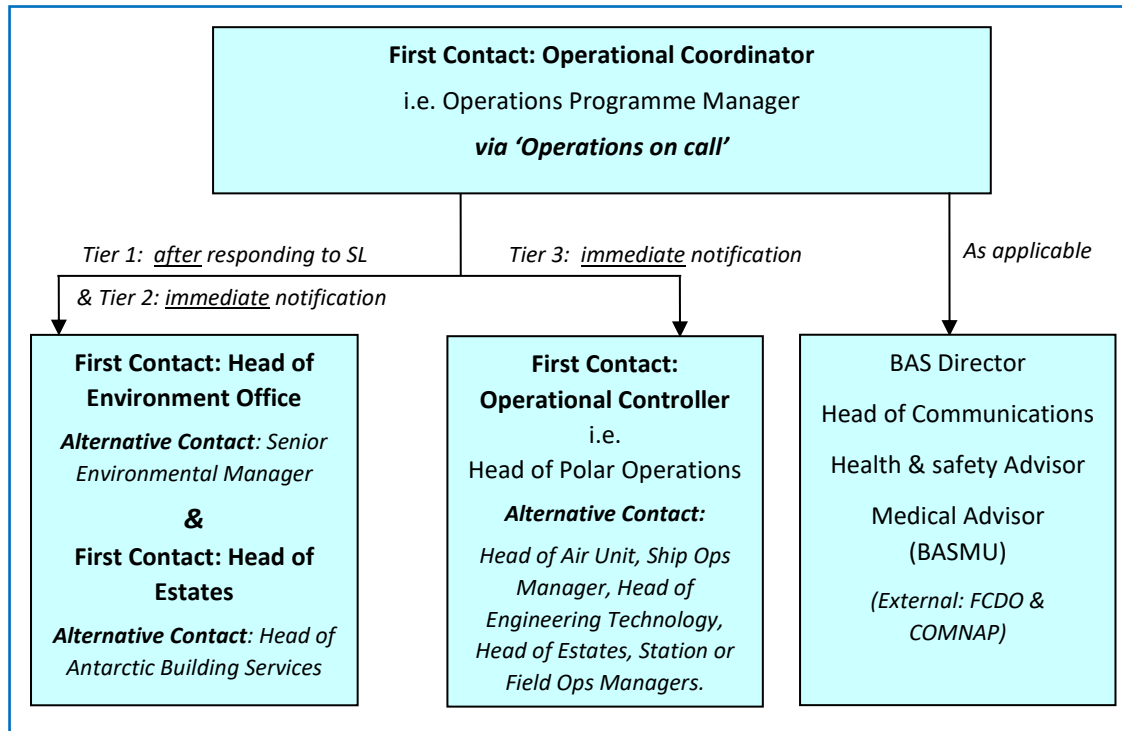 First Contact: Operational Coordinator
i.e. Operations Programme Manager
via ‘Operations on call’
Tier 1: after responding to SL
& Tier 2: immediate notification
Tier 3: immediate notification
As applicable
First Contact: Head of
Environment Office
Alternative Contact: Senior
Environmental Manager
&
First Contact: Head of
Estates
Alternative Contact: Head of
Antarctic Building Services
First Contact:
Operational Controller
i.e.
Head of Polar Operations
Alternative Contact:
Head of Air Unit, Ship Ops
Manager, Head of
Engineering Technology,
Head of Estates, Station or
Field Ops Managers.
BAS Director
Head of Communications
Health & safety Advisor
Medical Advisor
(BASMU)
(External: FCDO &
COMNAP)